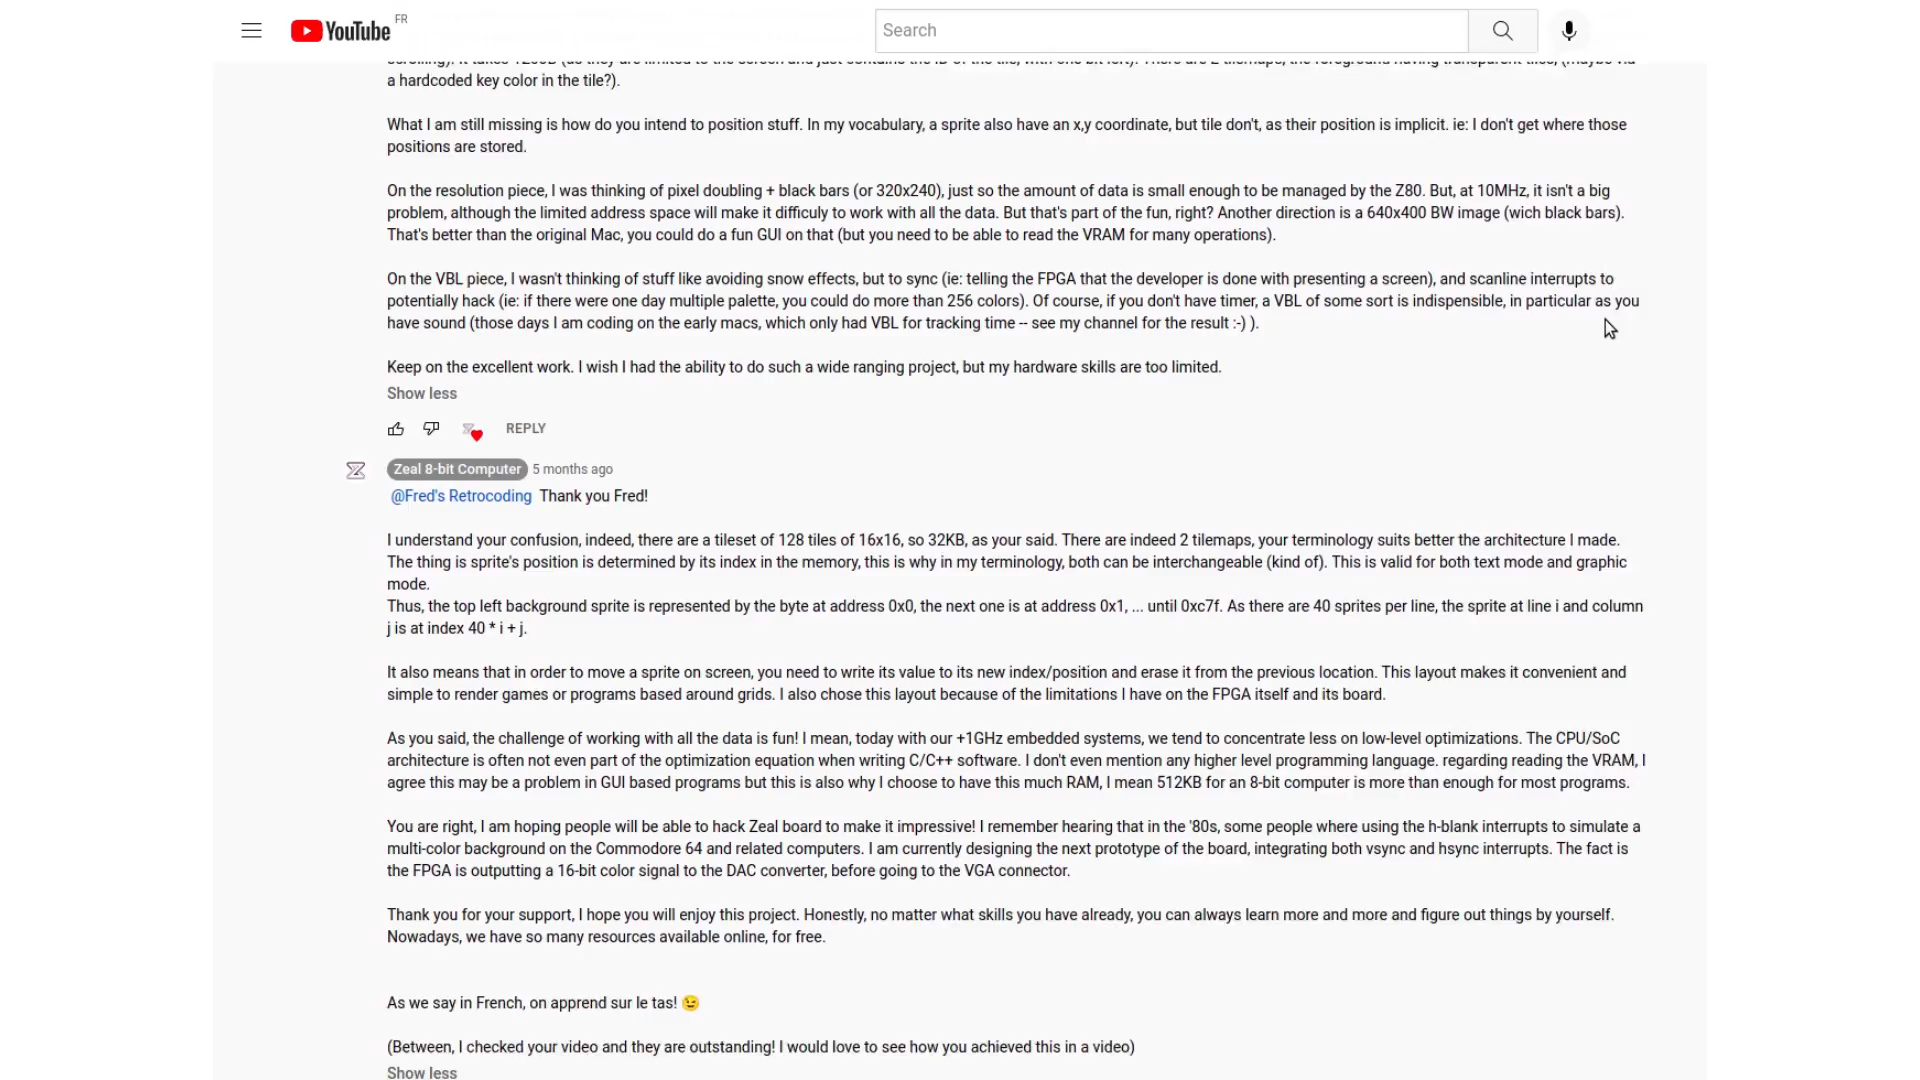 YouTube FR
Search
scrolling). It takes 1200B (as they are limited to the screen and just contains the ID of the tile, with one bit left). There are 2 tilemaps, the foreground having transparent tiles, (maybe via
a hardcoded key color in the tile?).
What I am still missing is how do you intend to position stuff. In my vocabulary, a sprite also have an x,y coordinate, but tile don't, as their position is implicit. ie: I don't get where those
positions are stored.
On the resolution piece, I was thinking of pixel doubling + black bars (or 320x240), just so the amount of data is small enough to be managed by the Z80. But, at 10MHz, it isn't a big
problem, although the limited address space will make it difficuly to work with all the data. But that's part of the fun, right? Another direction is a 640x400 BW image (wich black bars).
That's better than the original Mac, you could do a fun GUI on that (but you need to be able to read the VRAM for many operations).
On the VBL piece, I wasn't thinking of stuff like avoiding snow effects, but to sync (ie: telling the FPGA that the developer is done with presenting a screen), and scanline interrupts to
potentially hack (ie: if there were one day multiple palette, you could do more than 256 colors). Of course, if you don't have timer, a VBL of some sort is indispensible, in particular as you
have sound (those days I am coding on the early macs, which only had VBL for tracking time -- see my channel for the result :-) ).
Keep on the excellent work. I wish I had the ability to do such a wide ranging project, but my hardware skills are too limited.
Show less
REPLY
Zeal 8-bit Computer 5 months ago
@Fred's Retrocoding Thank you Fred!
I understand your confusion, indeed, there are a tileset of 128 tiles of 16x16, so 32KB, as your said. There are indeed 2 tilemaps, your terminology suits better the architecture I made.
The thing is sprite's position is determined by its index in the memory, this is why in my terminology, both can be interchangeable (kind of). This is valid for both text mode and graphic
mode.
Thus, the top left background sprite is represented by the byte at address 0x0, the next one is at address 0x1, ... until 0xc7f. As there are 40 sprites per line, the sprite at line i and column
j is at index 40 * i + j.
It also means that in order to move a sprite on screen, you need to write its value to its new index/position and erase it from the previous location. This layout makes it convenient and
simple to render games or programs based around grids. I also chose this layout because of the limitations I have on the FPGA itself and its board.
As you said, the challenge of working with all the data is fun! I mean, today with our +1GHz embedded systems, we tend to concentrate less on low-level optimizations. The CPU/SoC
architecture is often not even part of the optimization equation when writing C/C++ software. I don't even mention any higher level programming language. regarding reading the VRAM, I
agree this may be a problem in GUI based programs but this is also why I choose to have this much RAM, I mean 512KB for an 8-bit computer is more than enough for most programs.
You are right, I am hoping people will be able to hack Zeal board to make it impressive! I remember hearing that in the '80s, some people where using the h-blank interrupts to simulate a
multi-color background on the Commodore 64 and related computers. I am currently designing the next prototype of the board, integrating both vsync and hsync interrupts. The fact is
the FPGA is outputting a 16-bit color signal to the DAC converter, before going to the VGA connector.
Thank you for your support, I hope you will enjoy this project. Honestly, no matter what skills you have already, you can always learn more and more and figure out things by yourself.
Nowadays, we have so many resources available online, for free.
As we say in French, on apprend sur le tas! 😉
(Between, I checked your video and they are outstanding! I would love to see how you achieved this in a video)
Show less